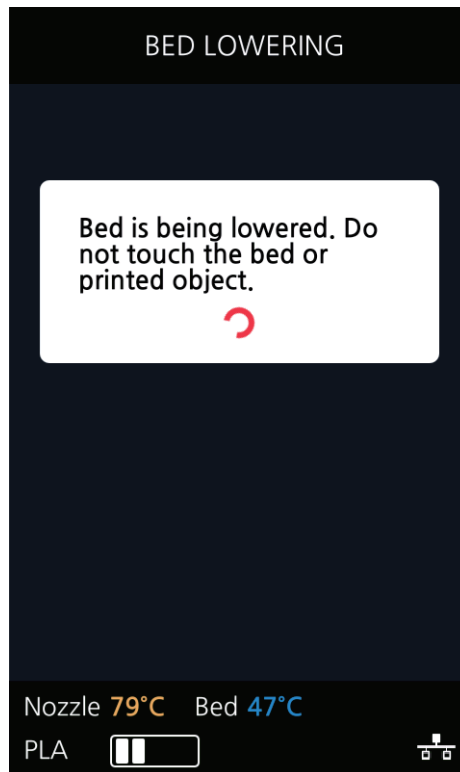 BED LOWERING
Bed is being lowered. Do
not touch the bed or
printed object.
Nozzle 79°C Bed 47°C
PLA